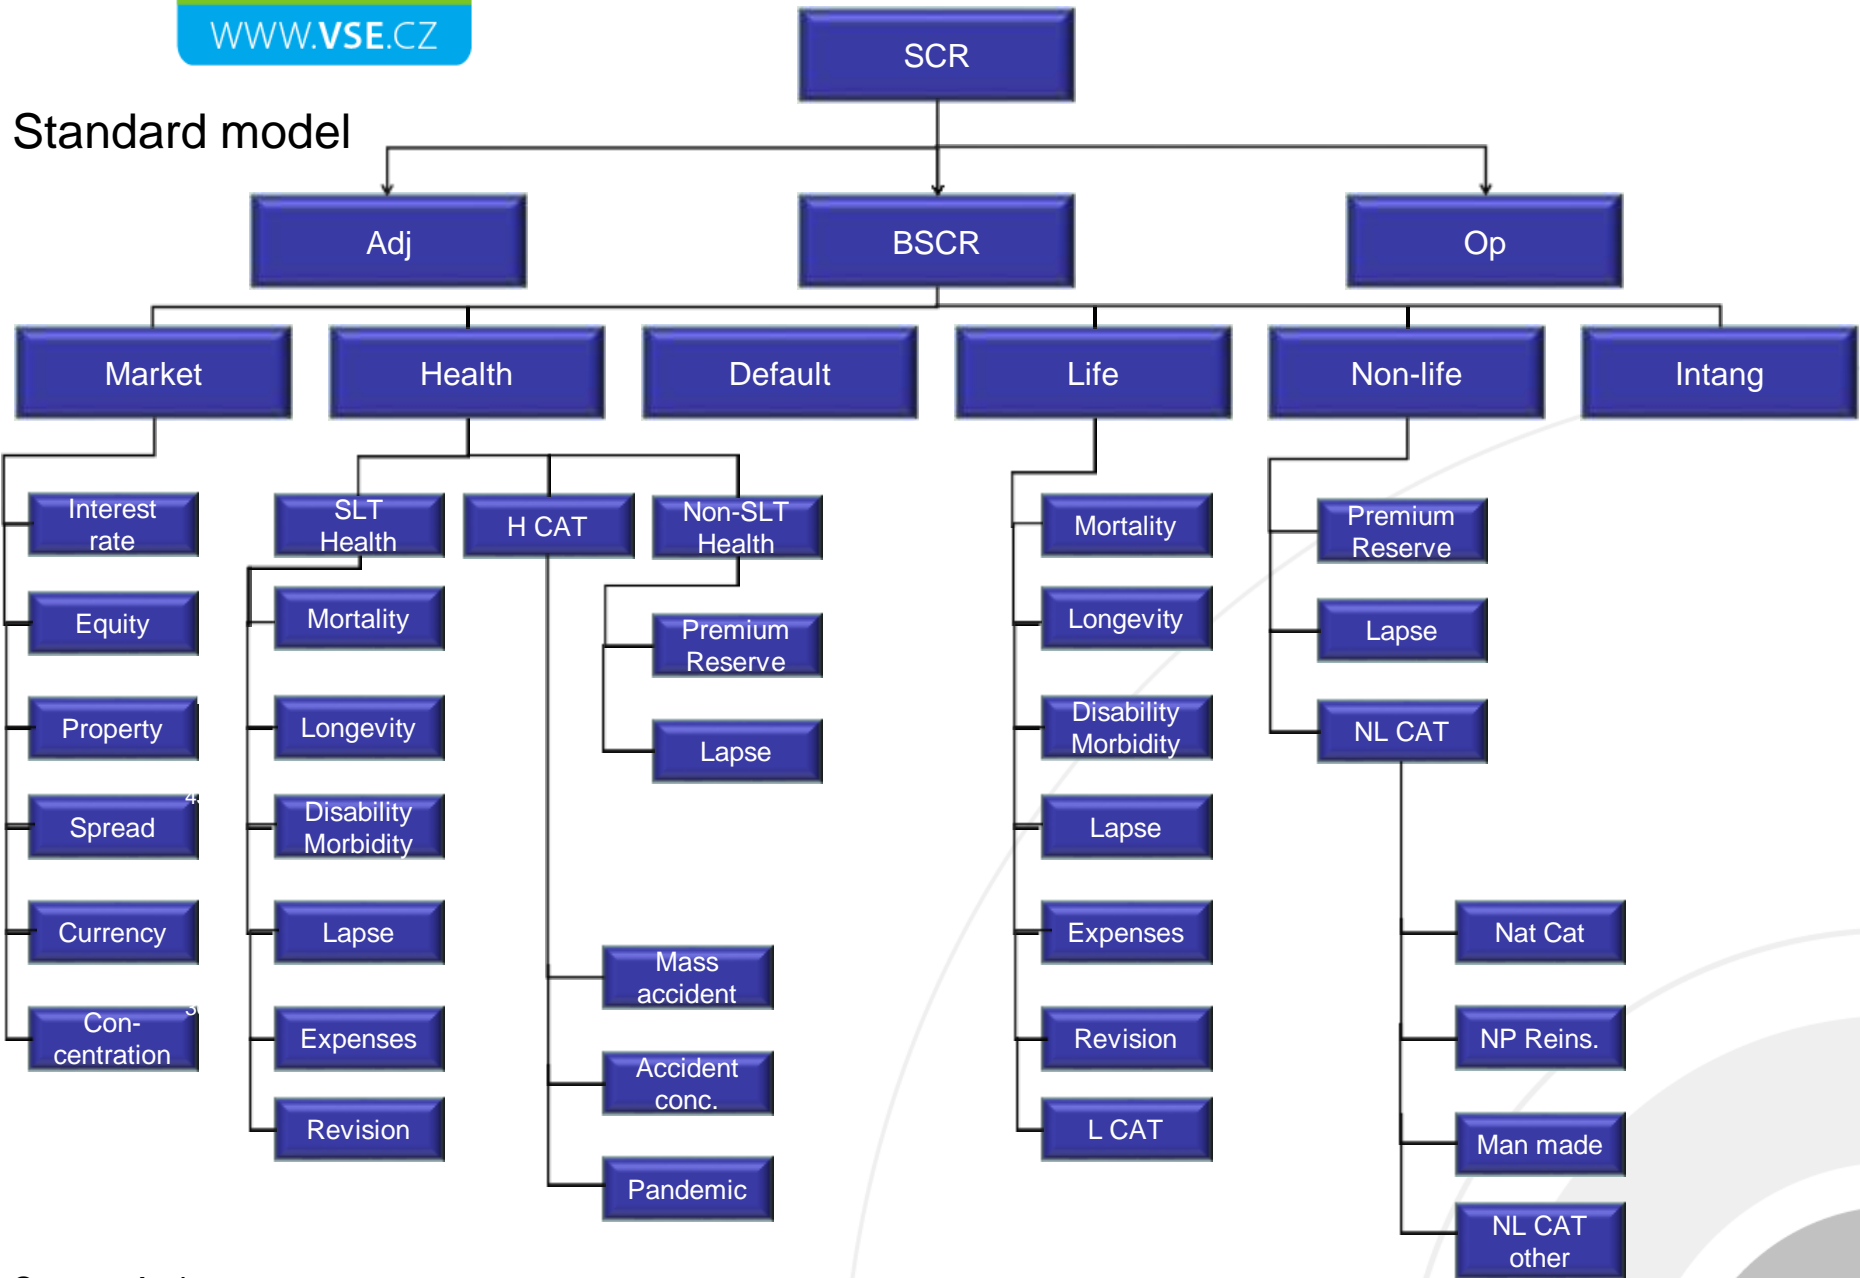 WWW.VSE.CZ
Standard model
SCR
Adj
BSCR
Op
Market
Health
Default
Life
Non-life
Intang
Interest
rate
Equity
Property
Spread
Currency
Con-
centration
SLT
Health
Mortality
Longevity
Disability
Morbidity
Lapse
Expenses
Revision
H CAT
Mass
accident
Accident
conc.
Pandemic
Non-SLT
Health
Premium
Reserve
Lapse
Mortality
Longevity
Disability
Morbidity
Lapse
Expenses
Revision
L CAT
Premium
Reserve
Lapse
NL CAT
Nat Cat
NP Reins.
Man made
NL CAT
other